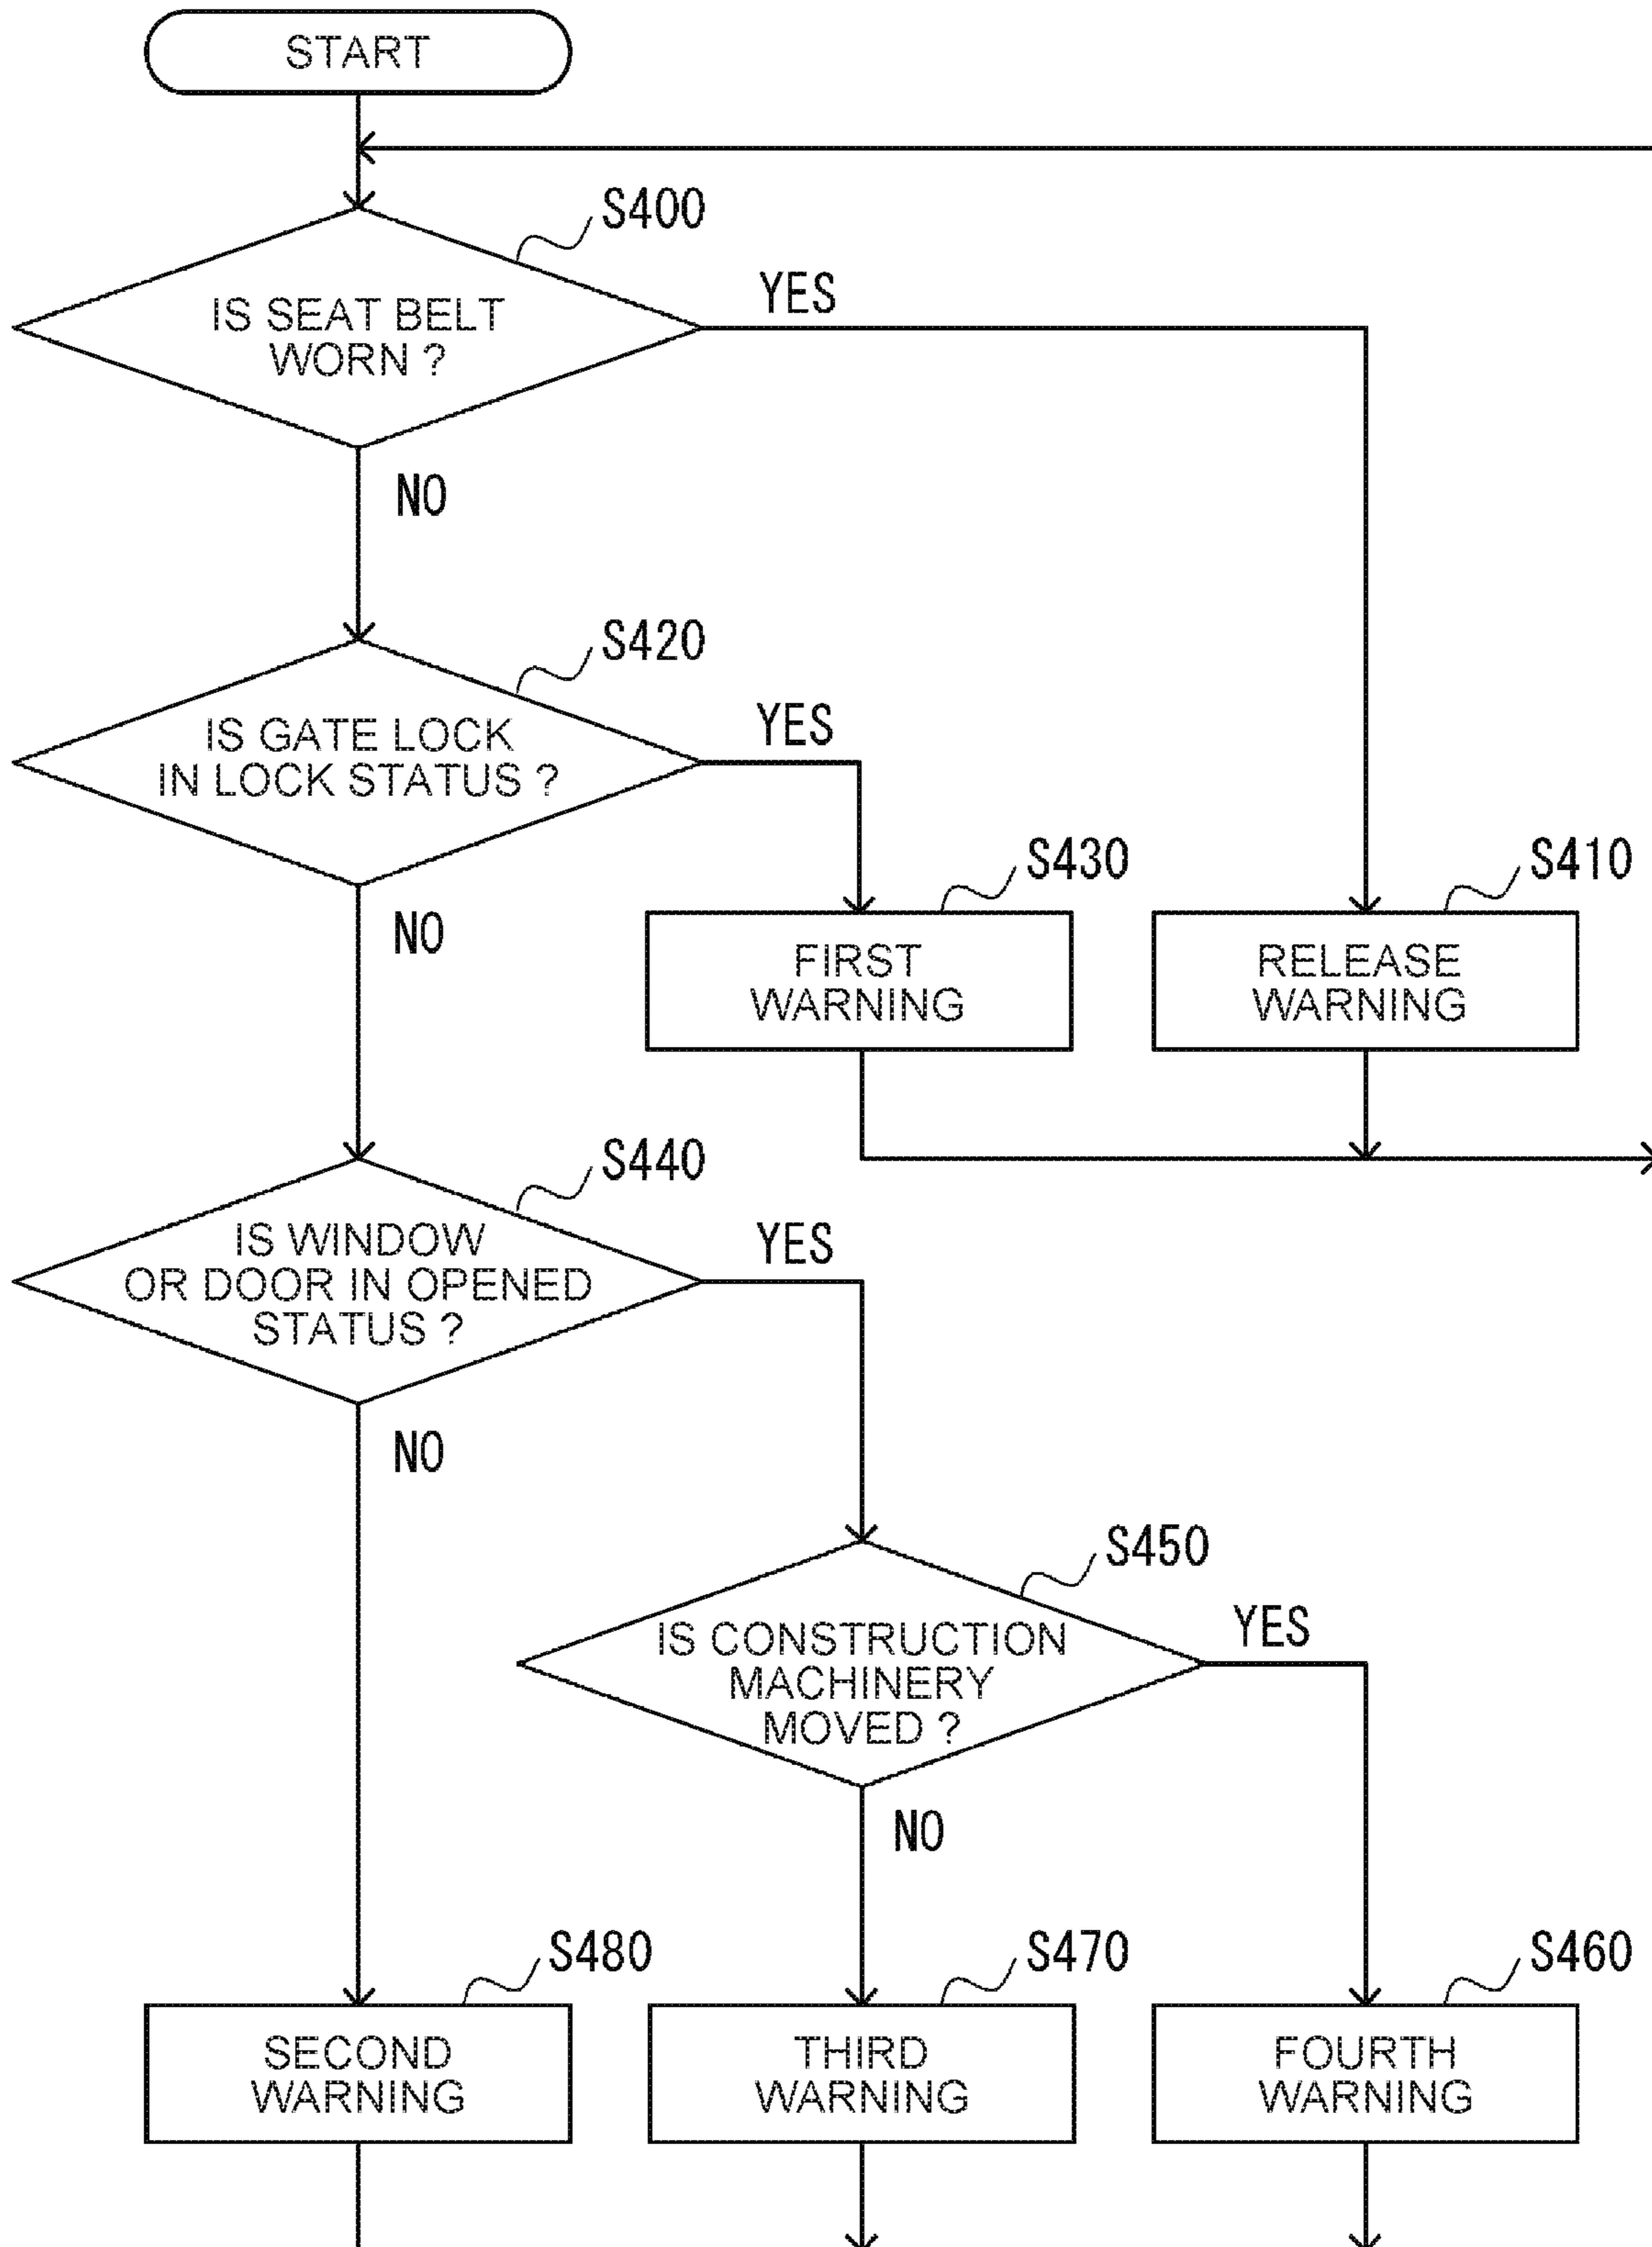 START
S400
IS SEAT BELT
WORN ?
YES
NO
S420
IS GATE LOCK
IN LOCK STATUS ?
YES
NO
S430
FIRST
WARNING
S410
RELEASE
WARNING
S440
IS WINDOW
OR DOOR IN OPENED
STATUS ?
YES
NO
S450
IS CONSTRUCTION
MACHINERY
MOVED ?
YES
NO
S480
SECOND
WARNING
S470
THIRD
WARNING
S460
FOURTH
WARNING